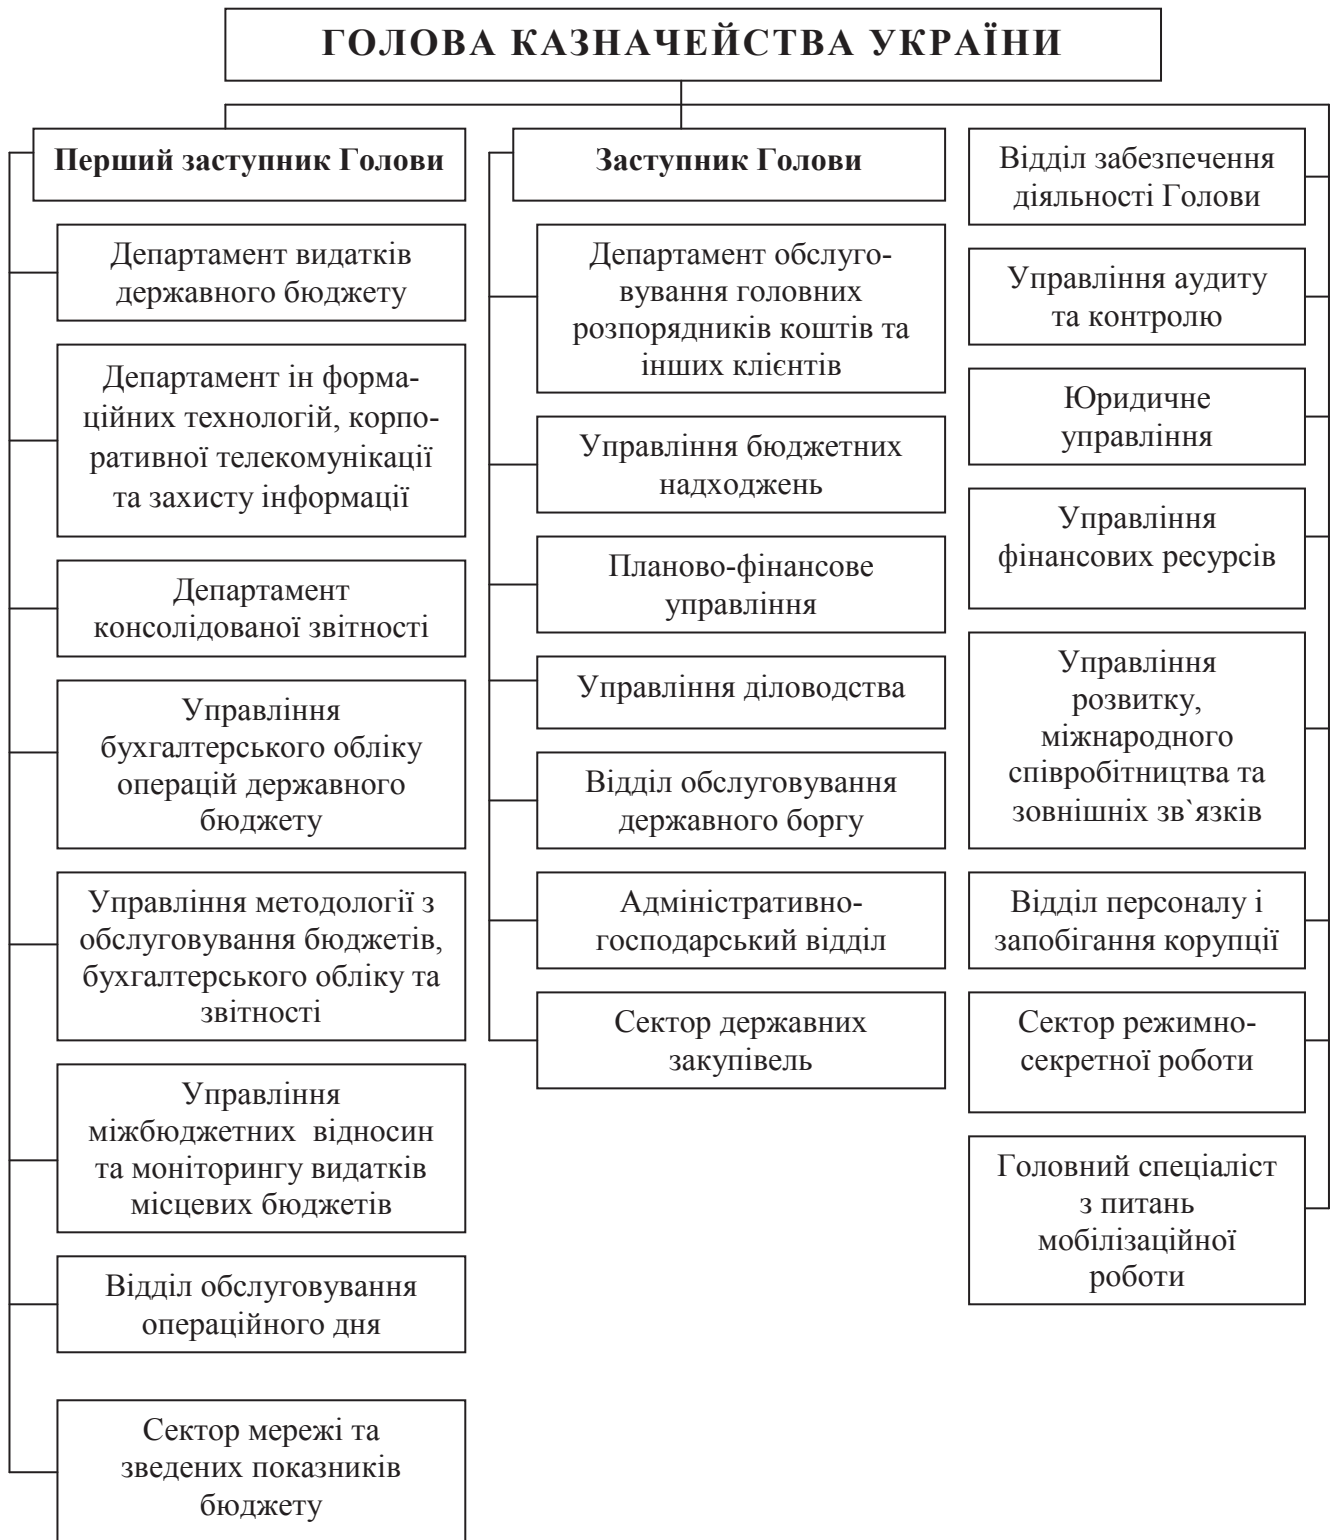 ГОЛОВА КАЗНАЧЕЙСТВА УКРАЇНИ
Перший заступник Голови
Департамент видатків
державного бюджету
Департамент ін форма-
ційних технологій, корпо-
ративної телекомунікації
та захисту інформації
Департамент
консолідованої звітності
Управління
бухгалтерського обліку
операцій державного
бюджету
Управління методології з
обслуговування бюджетів,
бухгалтерського обліку та
звітності
Управління
міжбюджетних відносин
та моніторингу видатків
місцевих бюджетів
Відділ обслуговування
операційного дня
Сектор мережі та
зведених показників
бюджету
Заступник Голови
Департамент обслуго-
вування головних
розпорядників коштів та
інших клієнтів
Управління бюджетних
надходжень
Планово-фінансове
управління
Управління діловодства
Відділ обслуговування
державного боргу
Адміністративно-
господарський відділ
Сектор державних
закупівель
Відділ забезпечення
діяльності Голови
Управління аудиту
та контролю
Юридичне
управління
Управління
фінансових ресурсів
Управління
розвитку,
міжнародного
співробітництва та
зовнішніх зв`язків
Відділ персоналу і
запобігання корупції
Сектор режимно-
секретної роботи
Головний спеціаліст
з питань
мобілізаційної
роботи